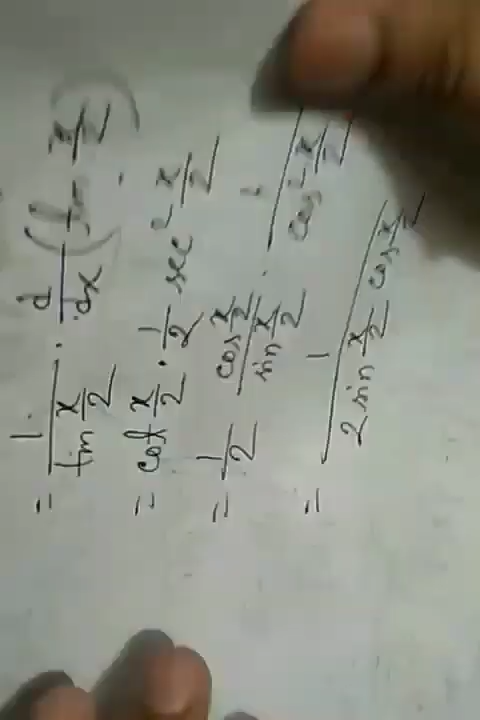 = 1/tan x/2 · d/dx (tan x/2)
= cot x/2 · 1/2 sec² x/2
= 1/2 cos x/2 / sin x/2 · 1/cos² x/2
= 1/2 sin x/2 cos x/2